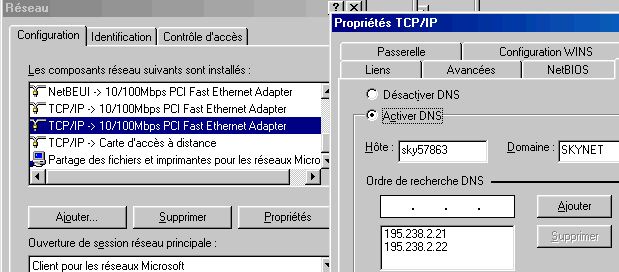 Réseau
Configuration
Identification
Contrôle d'accès
Les composants réseau suivants sont installés :
NetBEUI -> 10/100Mbps PCI Fast Ethernet Adapter
TCP/IP -> 10/100Mbps PCI Fast Ethernet Adapter
TCP/IP -> 10/100Mbps PCI Fast Ethernet Adapter
TCP/IP -> Carte d'accès à distance
Partage des fichiers et imprimantes pour les réseaux Micro
Ajouter...
Supprimer
Propriétés
Ouverture de session réseau principale :
Client pour les réseaux Microsoft
Propriétés TCP/IP
Passerelle
Configuration WINS
Liens
Avancées
NetBIOS
Désactiver DNS
Activer DNS
Hôte :
sky57863
Domaine :
SKYNET
Ordre de recherche DNS
. . .
Ajouter
195.238.2.21
195.238.2.22
Supprimer